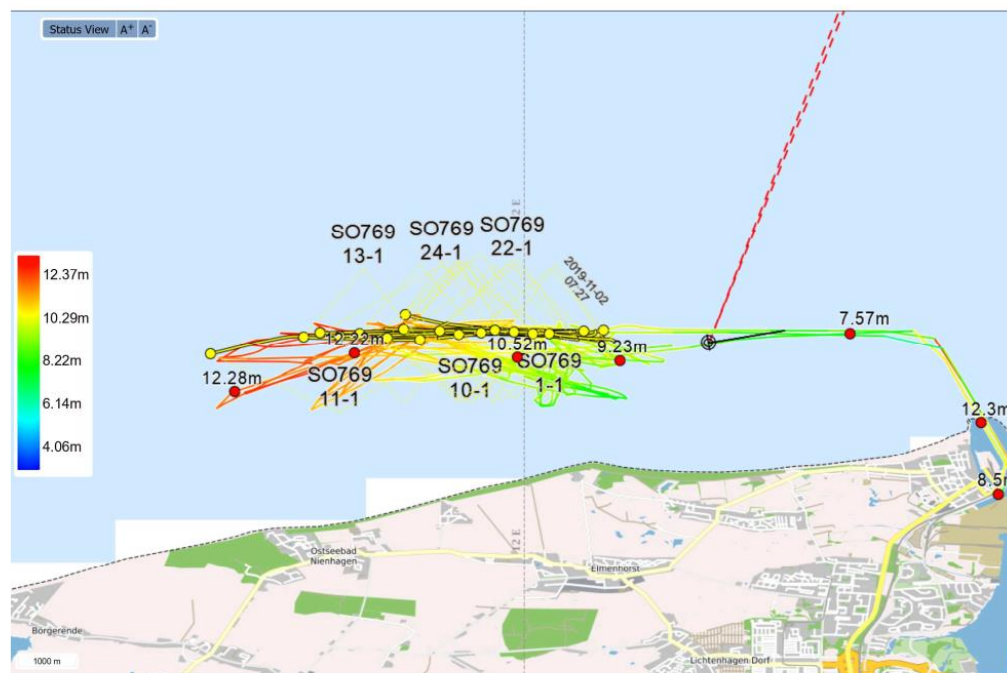 Status View A+ A-
2 E
SO769
13-1
SO769
24-1
SO769
22-1
2019-11-02
07:27
12.37m
10.29m
8.22m
6.14m
4.06m
12.22m
10.52m
9.23m
7.57m
12.28m
SO769
11-1
SO769
10-1
SO769
1-1
12.3m
8.5m
12 E
Ostseebad
Nienhagen
Elmenhorst
Börgerende
Lichtenhagen Dorf
1000 m